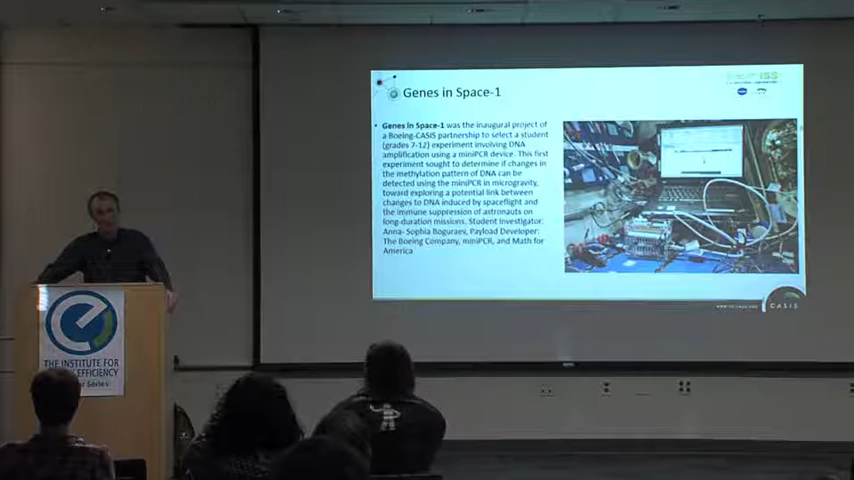 Genes in Space-1
ISS
• Genes in Space-1 was the inaugural project of
a Boeing-CASIS partnership to select a student
(grades 7-12) experiment involving DNA
amplification using a miniPCR device. This first
experiment sought to determine if changes in
the methylation pattern of DNA can be
detected using the miniPCR in microgravity,
toward exploring a potential link between
changes to DNA induced by spaceflight and
the immune suppression of astronauts on
long-duration missions. Student Investigator:
Anna- Sophia Boguraev, Payload Developer:
The Boeing Company, miniPCR, and Math for
America
CASIS
THE INSTITUTE FOR
EFFICIENCY
Series